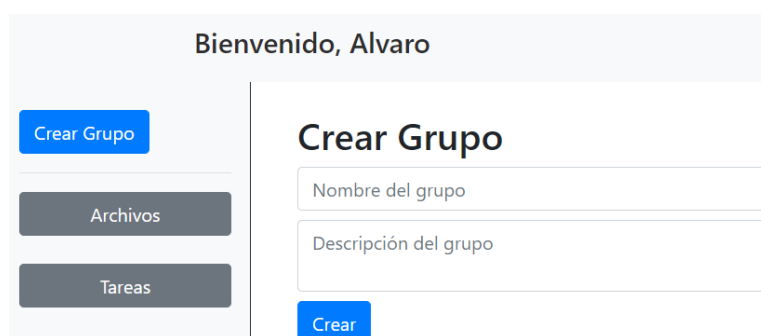 Bienvenido, Alvaro
Crear Grupo
Archivos
Tareas
Crear Grupo
Nombre del grupo
Descripción del grupo
Crear